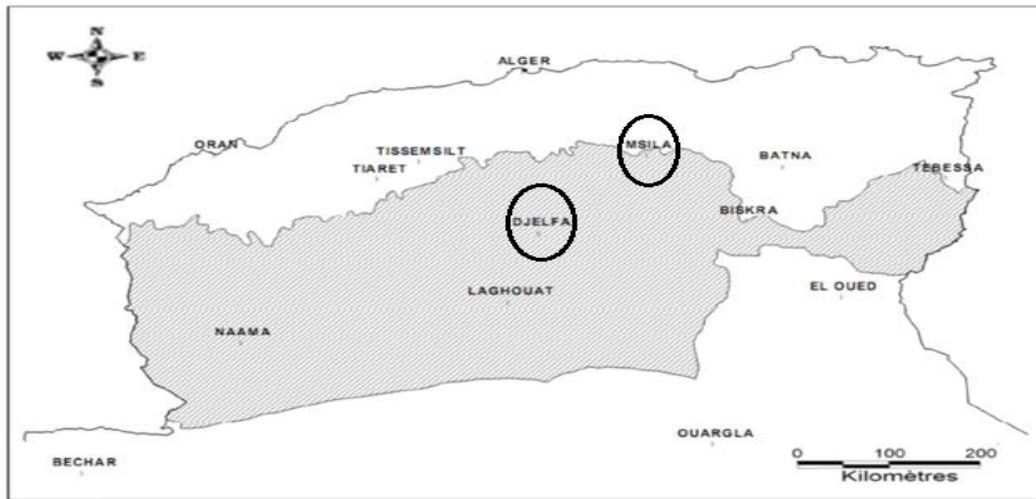 N
W E
S
ALGER
ORAN
MSILA
TISSEMSILT
BATNA
TIARET
TEBESSA
BISKRA
DJELFA
EL OUED
LAGHOUAT
NAAMA
OUARGLA
BECHAR
0 100 200
Kilomètres